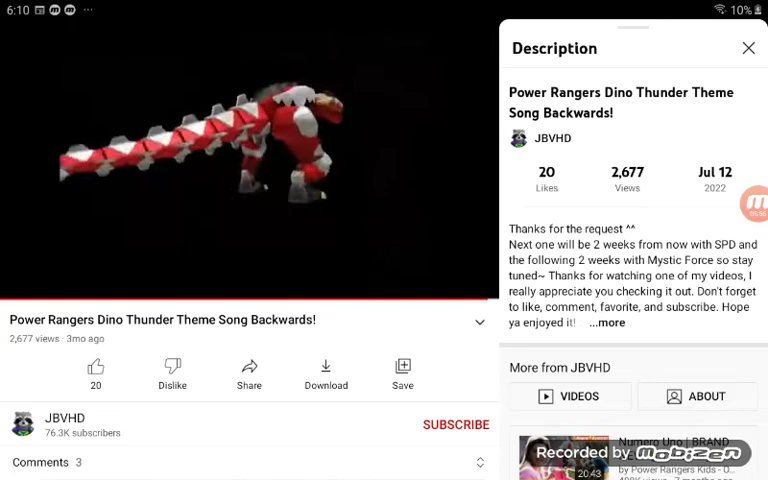 6:10
10%
Description
Power Rangers Dino Thunder Theme
Song Backwards!
JBVHD
20
2,677
Jul 12
Likes
Views
2022
05:56
Thanks for the request ^^
Next one will be 2 weeks from now with SPD and
the following 2 weeks with Mystic Force so stay
tuned~ Thanks for watching one of my videos, I
really appreciate you checking it out. Don't forget
to like, comment, favorite, and subscribe. Hope
ya enjoyed it! ...more
Power Rangers Dino Thunder Theme Song Backwards!
2,677 views · 3mo ago
20
Dislike
Share
Download
Save
JBVHD
76.3K subscribers
SUBSCRIBE
Comments 3
More from JBVHD
VIDEOS
ABOUT
Numero Uno | BRAND
Recorded by mobizen
20:43
by Power Rangers Kids - O...